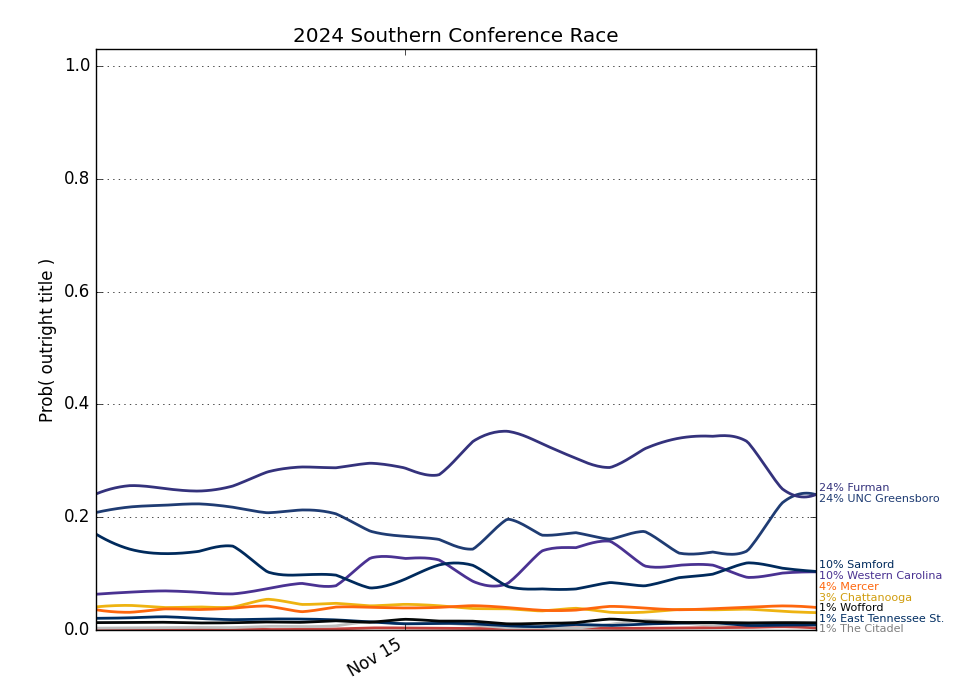 2024 Southern Conference Race
Prob( outright title )
1.0
0.8
0.6
0.4
0.2
0.0
Nov 15
24% Furman
24% UNC Greensboro
10% Samford
10% Western Carolina
4% Mercer
3% Chattanooga
1% Wofford
1% East Tennessee St.
1% The Citadel